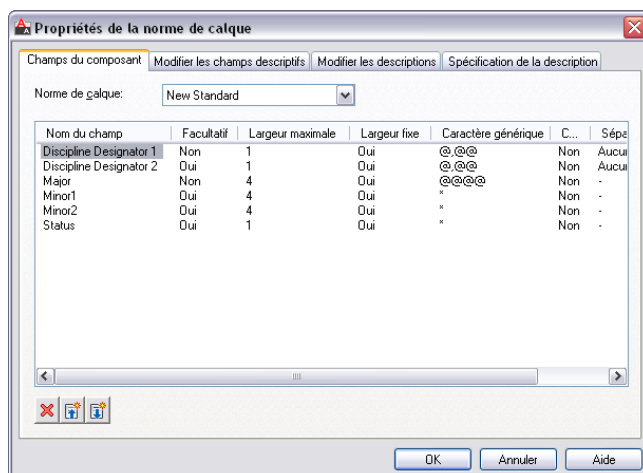 Propriétés de la norme de calque
Champs du composant Modifier les champs descriptifs Modifier les descriptions Spécification de la description
Norme de calque: New Standard
Nom du champ Facultatif Largeur maximale Largeur fixe Caractère générique C... Sépa
Discipline Designator 1 Non 1 Oui @,@@ Non Aucu
Discipline Designator 2 Oui 1 Oui @,@@ Non Aucu
Major Non 4 Oui @@@@ Non -
Minor1 Oui 4 Oui * Non -
Minor2 Oui 4 Oui * Non -
Status Oui 1 Oui * Non -
OK Annuler Aide